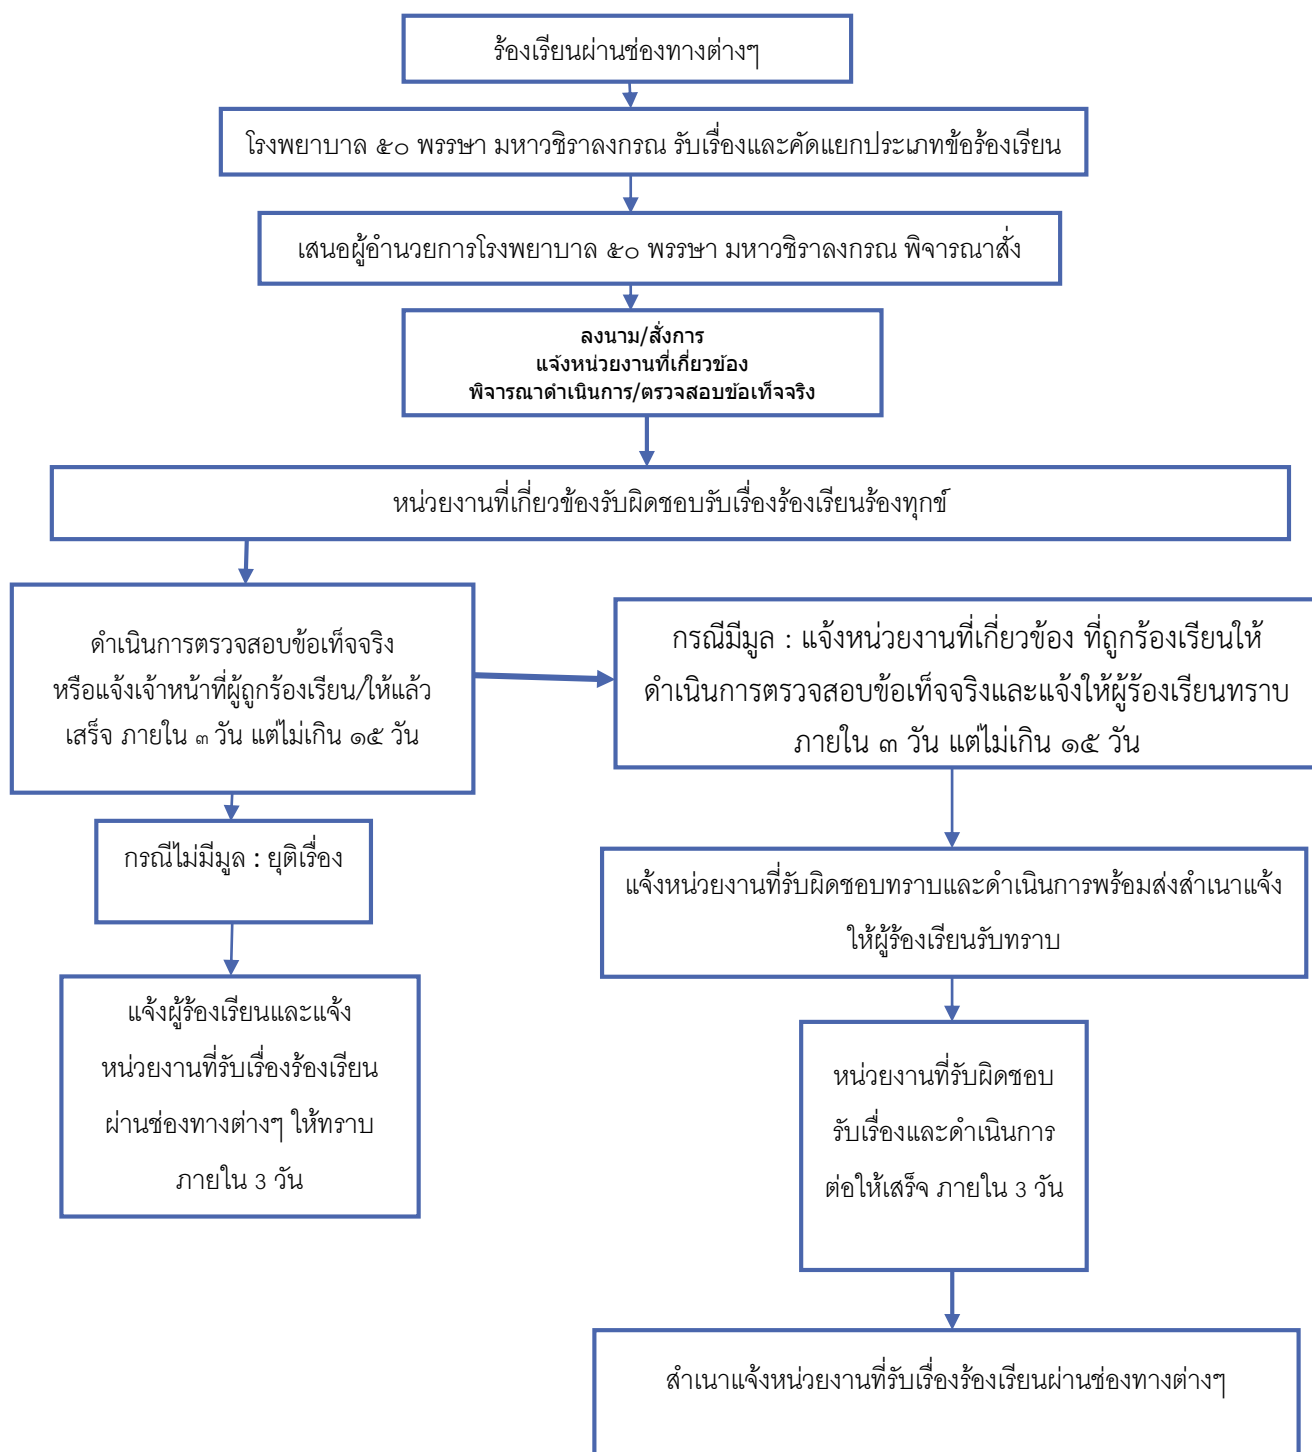 ร้องเรียนผ่านช่องทางต่างๆ
โรงพยาบาล ๕๐ พรรษา มหาวชิราลงกรณ รับเรื่องและคัดแยกประเภทข้อร้องเรียน
เสนอผู้อำนวยการโรงพยาบาล ๕๐ พรรษา มหาวชิราลงกรณ พิจารณาสั่ง
ลงนาม/สั่งการ
แจ้งหน่วยงานที่เกี่ยวข้อง
พิจารณาดำเนินการ/ตรวจสอบข้อเท็จจริง
หน่วยงานที่เกี่ยวข้องรับผิดชอบรับเรื่องร้องเรียนร้องทุกข์
ดำเนินการตรวจสอบข้อเท็จจริง
หรือแจ้งเจ้าหน้าที่ผู้ถูกร้องเรียน/ให้แล้ว
เสร็จ ภายใน ๓ วัน แต่ไม่เกิน ๑๕ วัน
กรณีมีมูล : แจ้งหน่วยงานที่เกี่ยวข้อง ที่ถูกร้องเรียนให้
ดำเนินการตรวจสอบข้อเท็จจริงและแจ้งให้ผู้ร้องเรียนทราบ
ภายใน ๓ วัน แต่ไม่เกิน ๑๕ วัน
กรณีไม่มีมูล : ยุติเรื่อง
แจ้งผู้ร้องเรียนและแจ้ง
หน่วยงานที่รับเรื่องร้องเรียน
ผ่านช่องทางต่างๆ ให้ทราบ
ภายใน 3 วัน
แจ้งหน่วยงานที่รับผิดชอบทราบและดำเนินการพร้อมส่งสำเนาแจ้ง
ให้ผู้ร้องเรียนรับทราบ
หน่วยงานที่รับผิดชอบ
รับเรื่องและดำเนินการ
ต่อให้เสร็จ ภายใน 3 วัน
สำเนาแจ้งหน่วยงานที่รับเรื่องร้องเรียนผ่านช่องทางต่างๆ